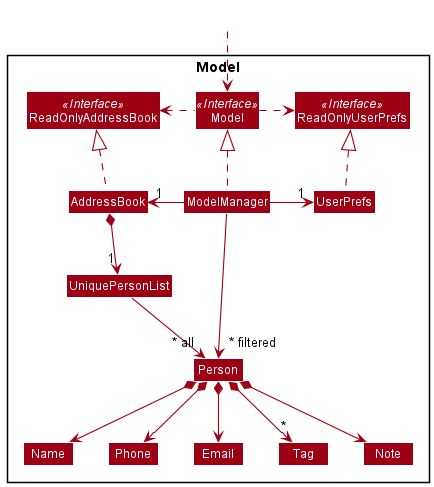 Model
«Interface»
ReadOnlyAddressBook
«Interface»
Model
«Interface»
ReadOnlyUserPrefs
AddressBook
1
ModelManager
1
UserPrefs
1
UniquePersonList
* all
* filtered
Person
*
Name
Phone
Email
Tag
Note